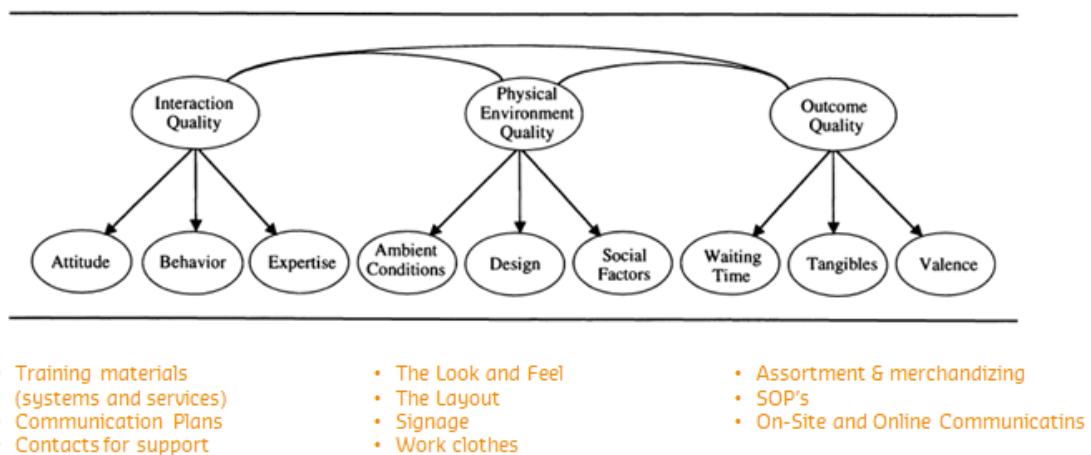 Interaction
Quality
Physical
Environment
Quality
Outcome
Quality
Attitude
Behavior
Expertise
Ambient
Conditions
Design
Social
Factors
Waiting
Time
Tangibles
Valence
• Training materials
(systems and services)
• Communication Plans
• Contacts for support
• The Look and Feel
• The Layout
• Signage
• Work clothes
• Assortment & merchandizing
• SOP's
• On-Site and Online Communicatins